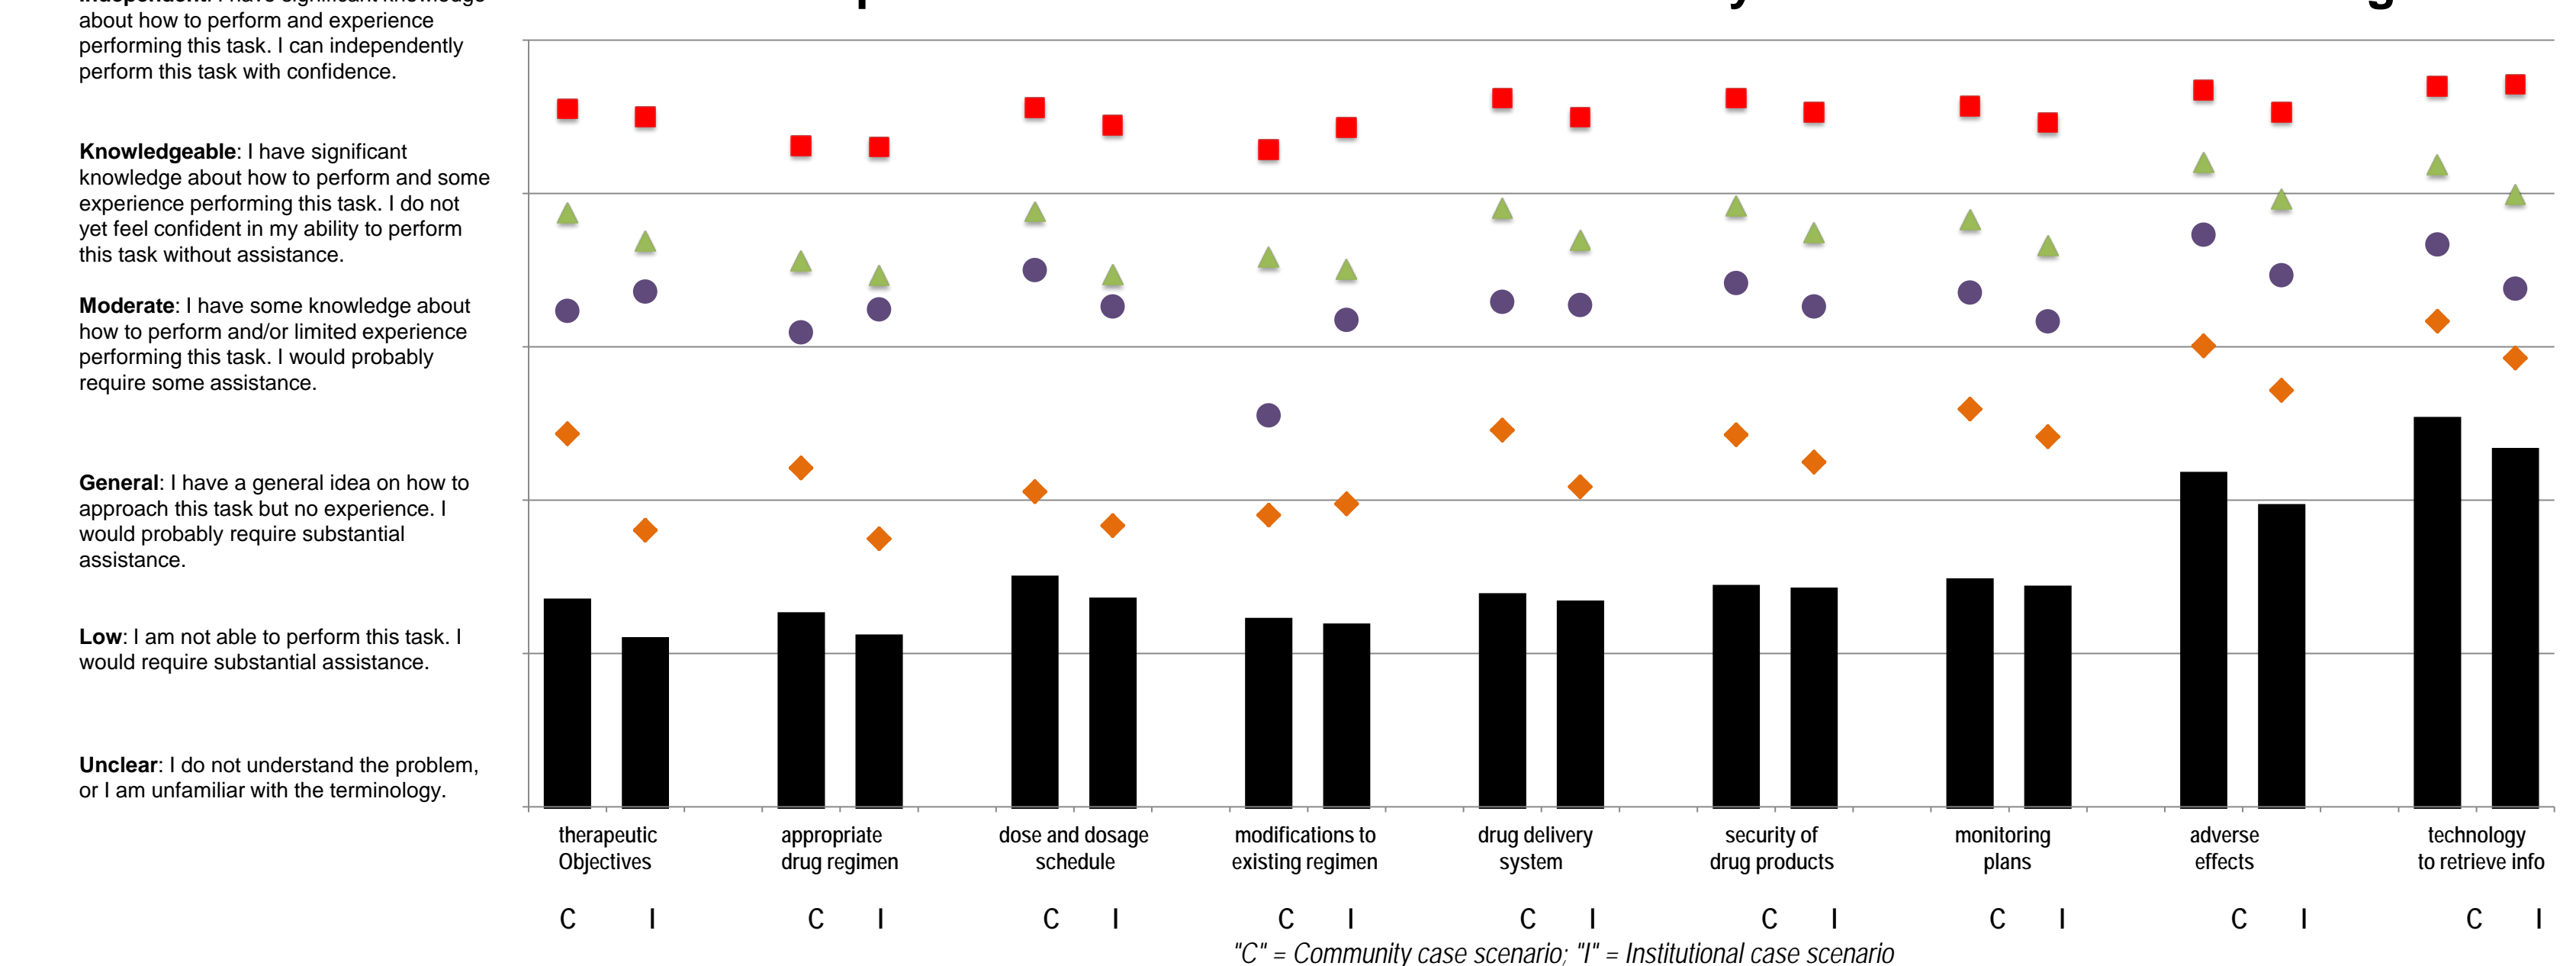 about how to perform and experience
performing this task. I can independently
perform this task with confidence.
Knowledgeable: I have significant
knowledge about how to perform and some
experience performing this task. I do not
yet feel confident in my ability to perform
this task without assistance.
Moderate: I have some knowledge about
how to perform and/or limited experience
performing this task. I would probably
require some assistance.
General: I have a general idea on how to
approach this task but no experience. I
would probably require substantial
assistance.
Low: I am not able to perform this task. I
would require substantial assistance.
Unclear: I do not understand the problem,
or I am unfamiliar with the terminology.
therapeutic
Objectives
appropriate
drug regimen
dose and dosage
schedule
modifications to
existing regimen
drug delivery
system
security of
drug products
monitoring
plans
adverse
effects
technology
to retrieve info
C I C I C I C I C I C I C I C I C I
"C" = Community case scenario; "I" = Institutional case scenario